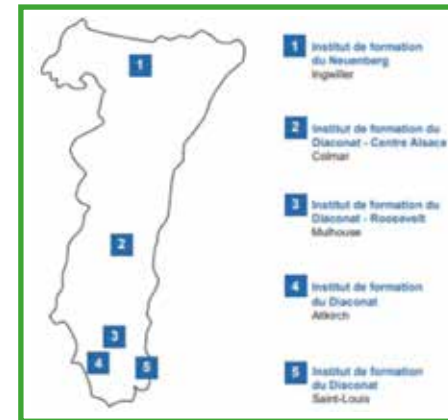 1
2
3
4
5
1 Institut de formation
du Neuenberg
Ingwiller
2 Institut de formation du
Diaconat - Centre Alsace
Colmar
3 Institut de formation du
Diaconat - Roosevelt
Mulhouse
4 Institut de formation
du Diaconat
Altkirch
5 Institut de formation
du Diaconat
Saint-Louis